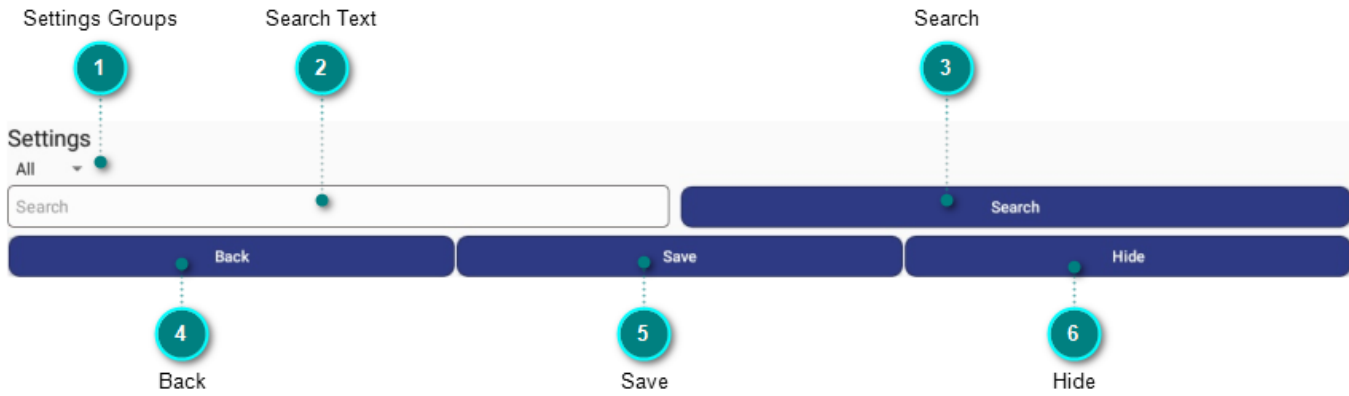 Settings Groups Search Text Search
1 2 3
Settings
All
Search Search
Back Save Hide
4 5 6
Back Save Hide